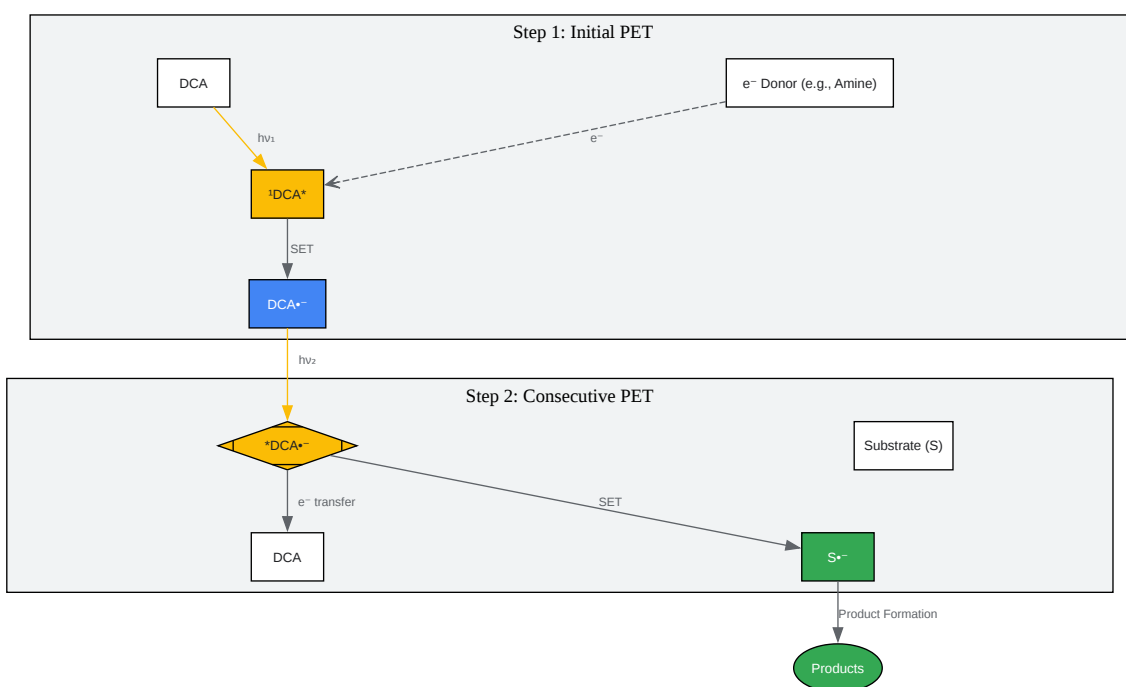 Step 1: Initial PET
DCA
e⁻ Donor (e.g., Amine)
hν₁
e⁻
¹DCA*
SET
DCA•⁻
hν₂
Step 2: Consecutive PET
*DCA•⁻
Substrate (S)
e⁻ transfer
SET
DCA
S•⁻
Product Formation
Products